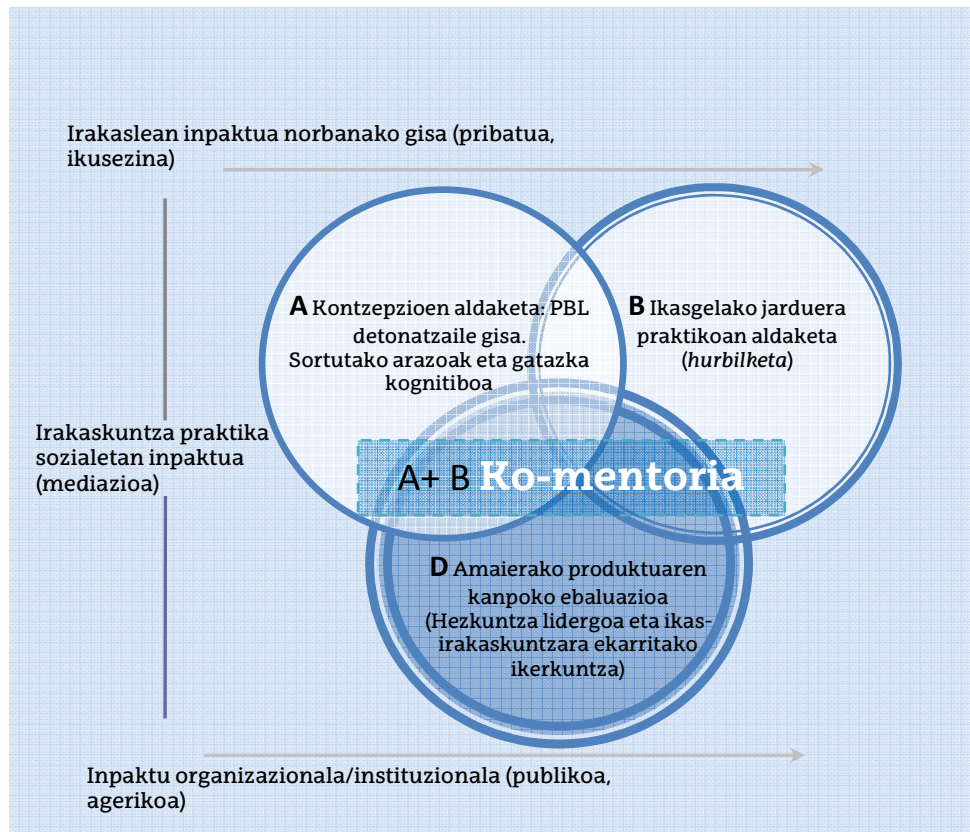 Irakaslean inpaktua norbanako gisa (pribatua,
ikusezina)
A Kontzepzioen aldaketa: PBL
detonatzaile gisa.
Sortutako arazoak eta gatazka
kognitiboa
B Ikasgelako jarduera
praktikoan aldaketa
(hurbilketa)
Irakaskuntza praktika
sozialetan inpaktua
(mediazioa)
A+ B Ko-mentoria
D Amaierako produktuaren
kanpoko ebaluazioa
(Hezkuntza lidergoa eta ikas-
irakaskuntzara ekarritako
ikerkuntza)
Inpaktu organizazionala/instituzionala (publikoa,
agerikoa)